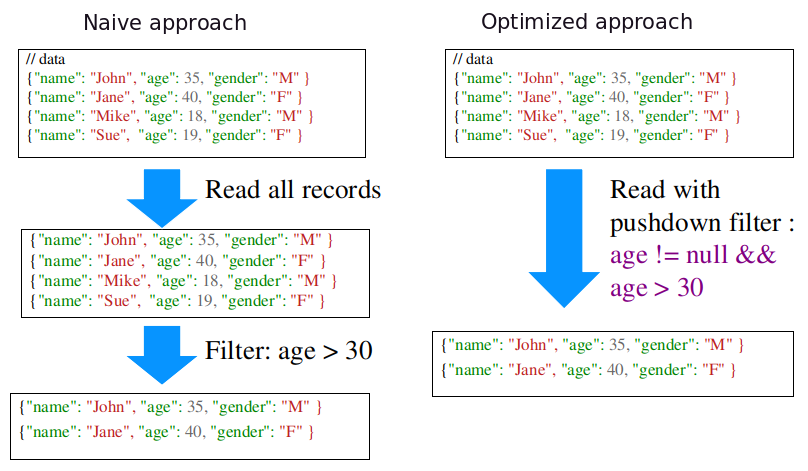 Naive approach
// data
{"name": "John", "age": 35, "gender": "M" }
{"name": "Jane", "age": 40, "gender": "F" }
{"name": "Mike", "age": 18, "gender": "M" }
{"name": "Sue",  "age": 19, "gender": "F" }
Read all records
{"name": "John", "age": 35, "gender": "M" }
{"name": "Jane", "age": 40, "gender": "F" }
{"name": "Mike", "age": 18, "gender": "M" }
{"name": "Sue",  "age": 19, "gender": "F" }
Filter: age > 30
{"name": "John", "age": 35, "gender": "M" }
{"name": "Jane", "age": 40, "gender": "F" }
Optimized approach
// data
{"name": "John", "age": 35, "gender": "M" }
{"name": "Jane", "age": 40, "gender": "F" }
{"name": "Mike", "age": 18, "gender": "M" }
{"name": "Sue",  "age": 19, "gender": "F" }
Read with
pushdown filter :
age != null &&
age > 30
{"name": "John", "age": 35, "gender": "M" }
{"name": "Jane", "age": 40, "gender": "F" }